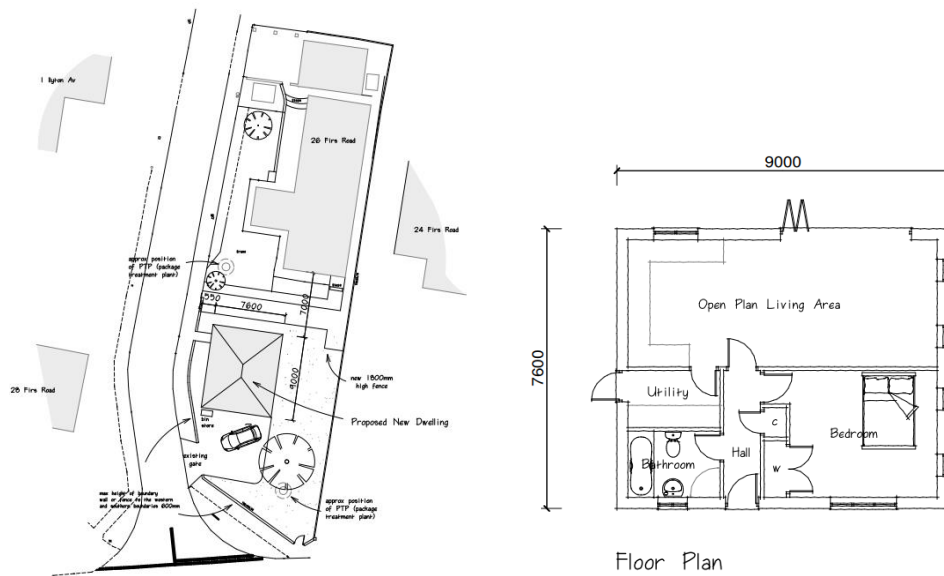 1 Ilyton Av
26 Firs Road
24 Firs Road
approx position
of PTP (package
treatment plant)
550
7600
7000
9000
28 Firs Road
new 1800mm
high fence
Proposed New Dwelling
bin
store
existing
gate
max height of boundary
wall or fence to the western
and southern boundaries 600mm
approx position
of PTP (package
treatment plant)
9000
7600
Open Plan Living Area
Utility
C
Bedroom
Hall
Bathroom
W
Floor Plan